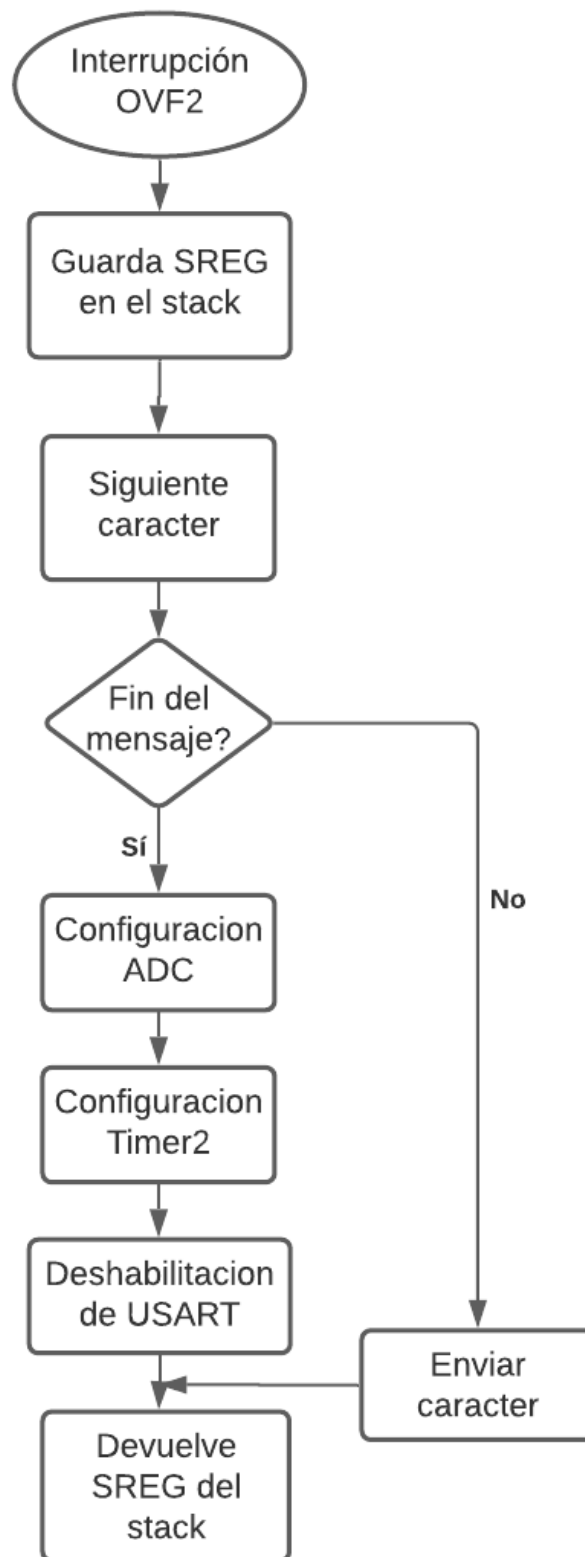 Interrupción
OVF2
Guarda SREG
en el stack
Siguiente
caracter
Fin del
mensaje?
Sí
No
Configuracion
ADC
Configuracion
Timer2
Deshabilitacion
de USART
Enviar
caracter
Devuelve
SREG del
stack